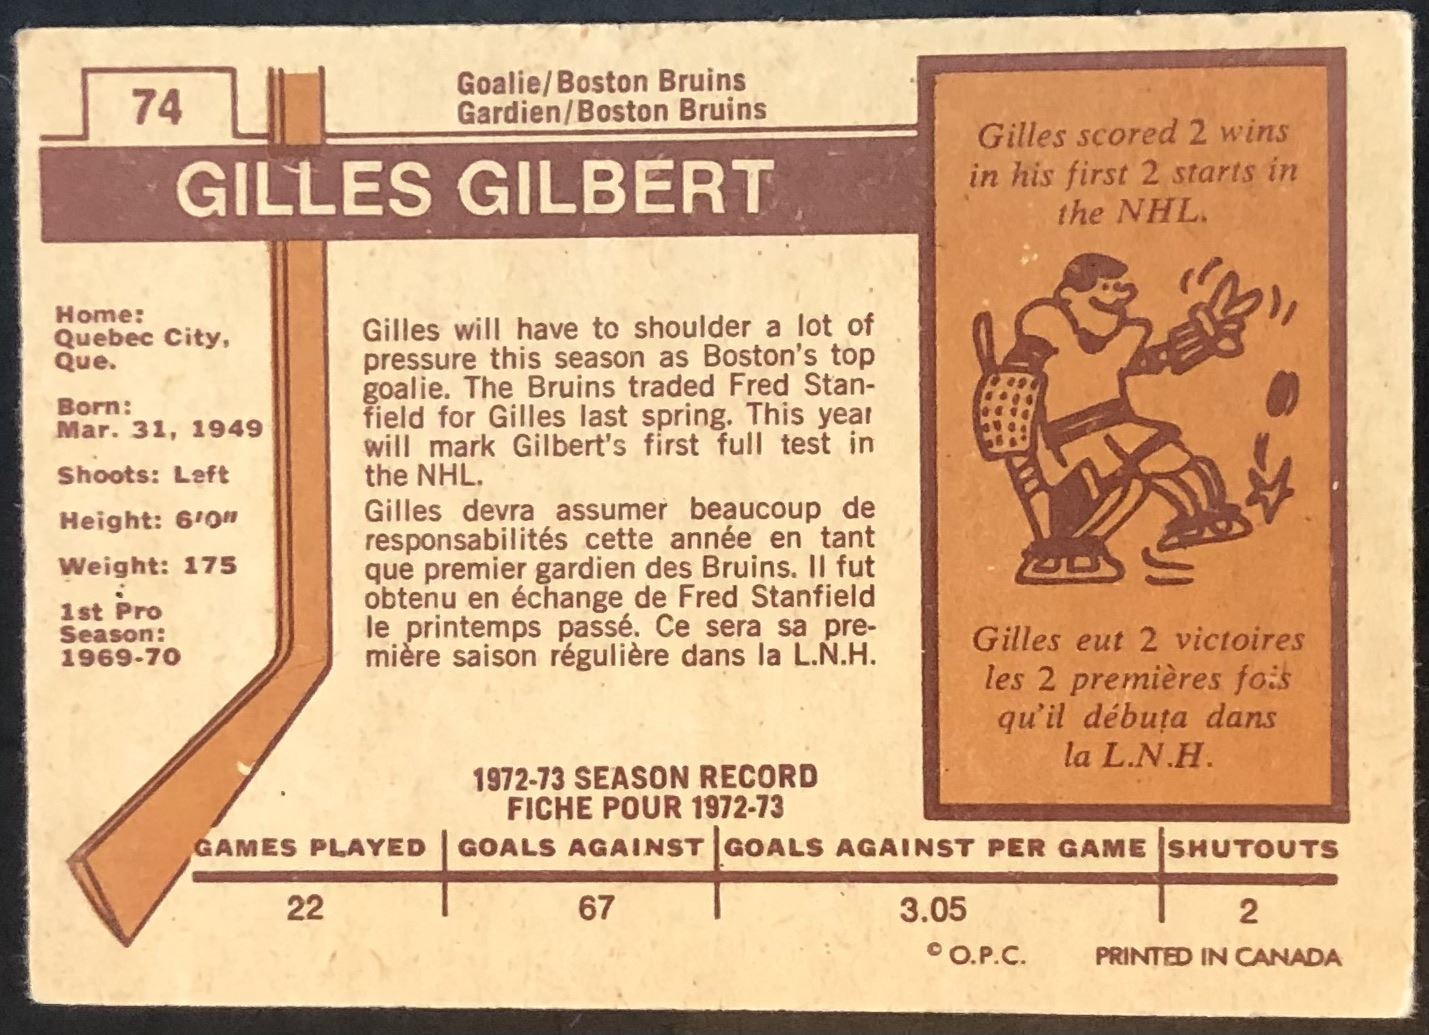 74
Goalie/Boston Bruins
Gardien/Boston Bruins
GILLES GILBERT
Home:
Quebec City,
Que.
Born:
Mar. 31, 1949
Shoots: Left
Height: 6'0"
Weight: 175
1st Pro
Season:
1969-70
Gilles will have to shoulder a lot of
pressure this season as Boston's top
goalie. The Bruins traded Fred Stan-
field for Gilles last spring. This year
will mark Gilbert's first full test in
the NHL.
Gilles devra assumer beaucoup de
responsabilités cette année en tant
que premier gardien des Bruins. Il fut
obtenu en échange de Fred Stanfield
le printemps passé. Ce sera sa pre-
mière saison régulière dans la L.N.H.
Gilles scored 2 wins
in his first 2 starts in
the NHL.
Gilles eut 2 victoires
les 2 premières fois
qu'il débuta dans
la L.N.H.
1972-73 SEASON RECORD
FICHE POUR 1972-73
GAMES PLAYED GOALS AGAINST GOALS AGAINST PER GAME SHUTOUTS
22 67 3.05 2
© O.P.C. PRINTED IN CANADA